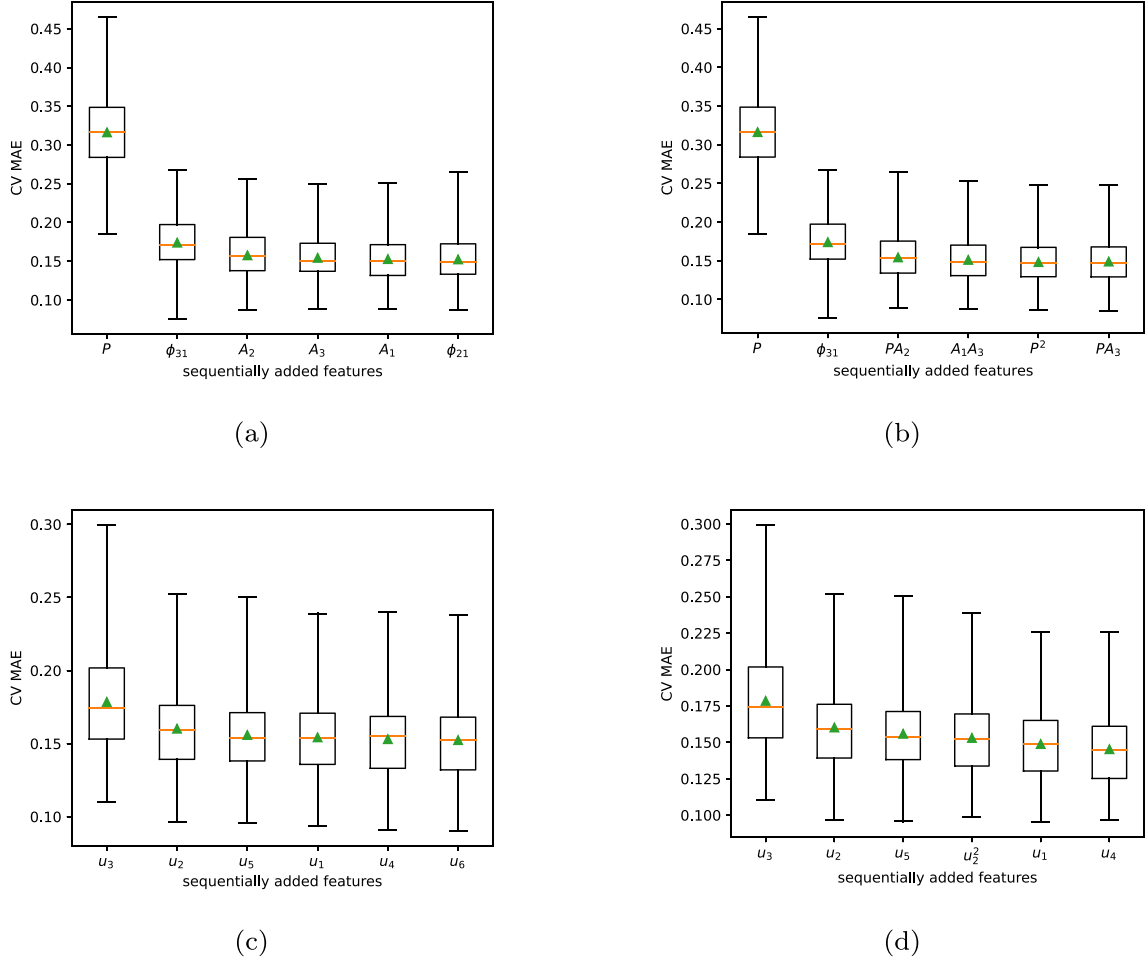 0.45
0.40
0.35
0.30
0.25
0.20
0.15
0.10
CV MAE
P ϕ₃₁ A₂ A₃ A₁ ϕ₂₁
sequentially added features
(a)
0.45
0.40
0.35
0.30
0.25
0.20
0.15
0.10
CV MAE
P ϕ₃₁ PA₂ A₁A₃ P² PA₃
sequentially added features
(b)
0.30
0.25
0.20
0.15
0.10
CV MAE
u₃ u₂ u₅ u₁ u₄ u₆
sequentially added features
(c)
0.300
0.275
0.250
0.225
0.200
0.175
0.150
0.125
0.100
CV MAE
u₃ u₂ u₅ u₂² u₁ u₄
sequentially added features
(d)